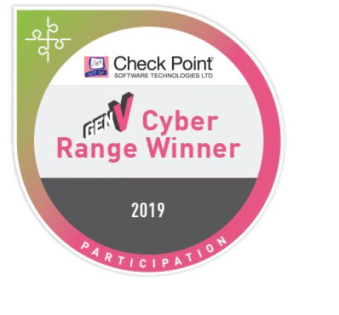 Check Point
SOFTWARE TECHNOLOGIES LTD
GEN V Cyber
Range Winner
2019
PARTICIPATION